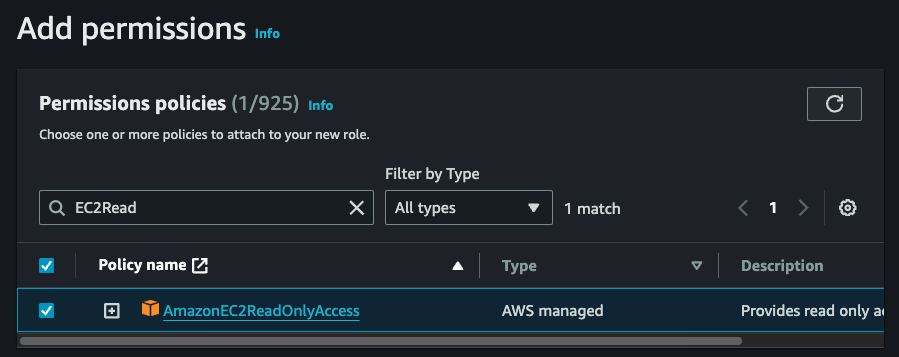 Add permissions Info
Permissions policies (1/925) Info
Choose one or more policies to attach to your new role.
Filter by Type
EC2Read All types 1 match 1
Policy name Type Description
AmazonEC2ReadOnlyAccess AWS managed Provides read only